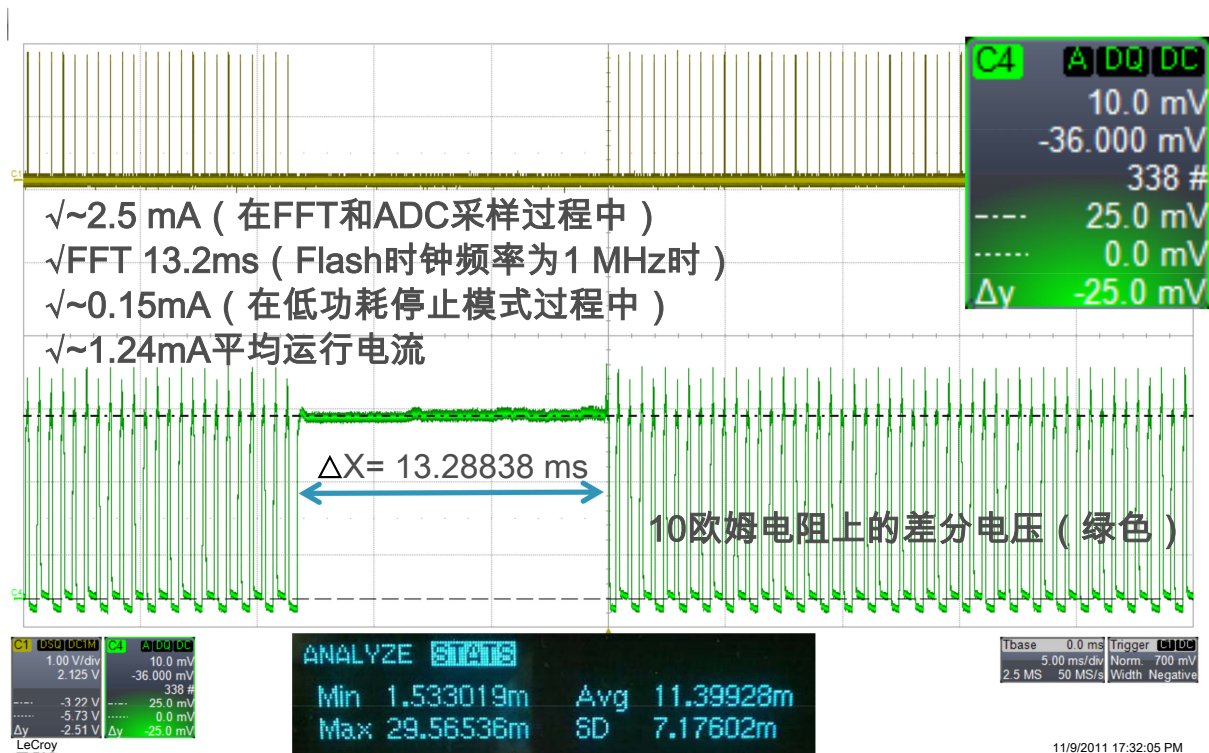 C4 A DQ DC
10.0 mV
-36.000 mV
338 #
25.0 mV
0.0 mV
Δy -25.0 mV
C1
√~2.5 mA（在FFT和ADC采样过程中）
√FFT 13.2ms（Flash时钟频率为1 MHz时）
√~0.15mA（在低功耗停止模式过程中）
√~1.24mA平均运行电流
△X= 13.28838 ms
10欧姆电阻上的差分电压（绿色）
C4
C1 DSQ DC1M
1.00 V/div
2.125 V
-3.22 V
-5.73 V
Δy -2.51 V
C4 A DQ DC
10.0 mV
-36.000 mV
338 #
25.0 mV
0.0 mV
Δy -25.0 mV
ANALYZE STATS
Min 1.533019m Avg 11.39928m
Max 29.56536m SD 7.17602m
Tbase 0.0 ms
5.00 ms/div
2.5 MS 50 MS/s
Trigger C1 DC
Norm. 700 mV
Width Negative
LeCroy
11/9/2011 17:32:05 PM